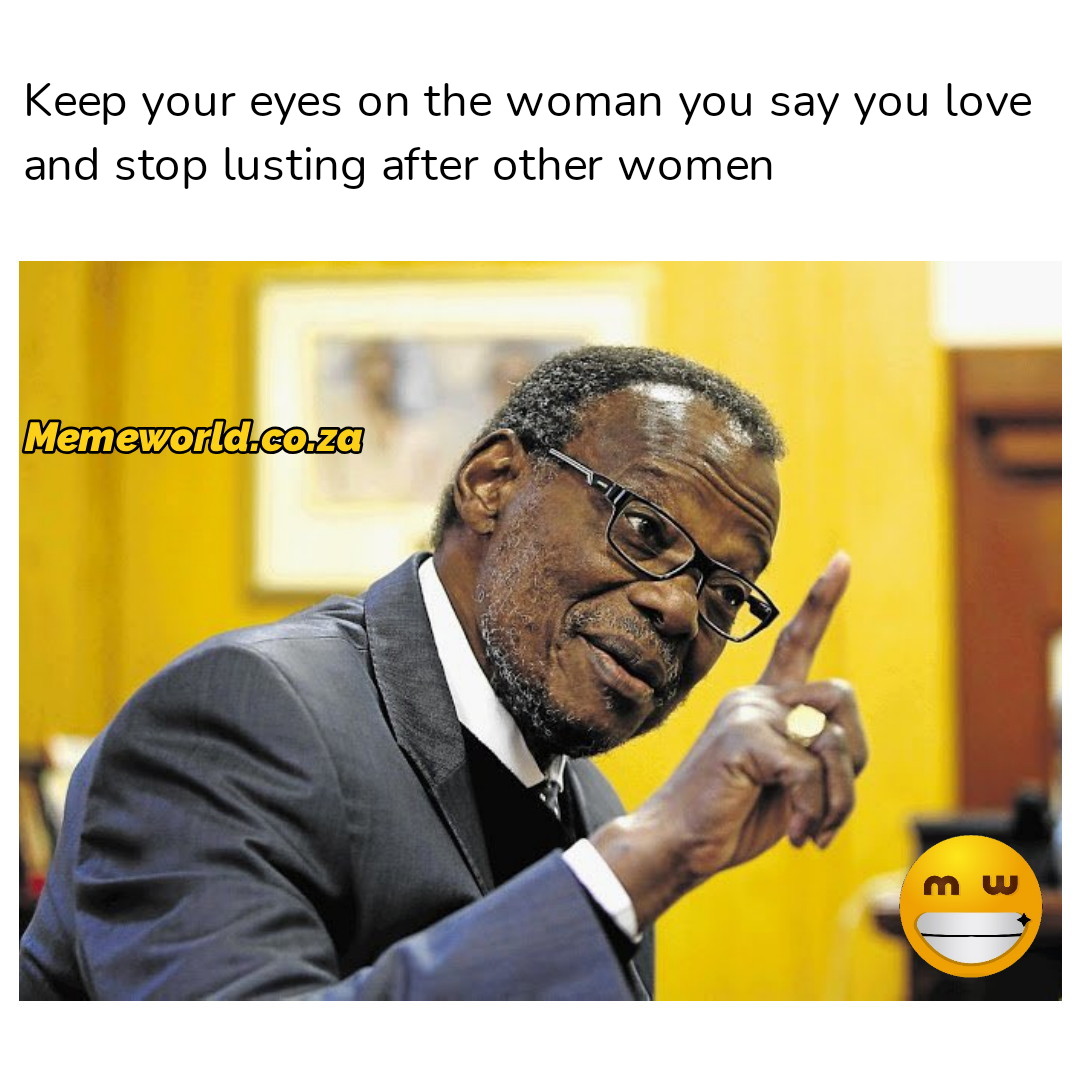 Keep your eyes on the woman you say you love
and stop lusting after other women
Memeworld.co.za
m w